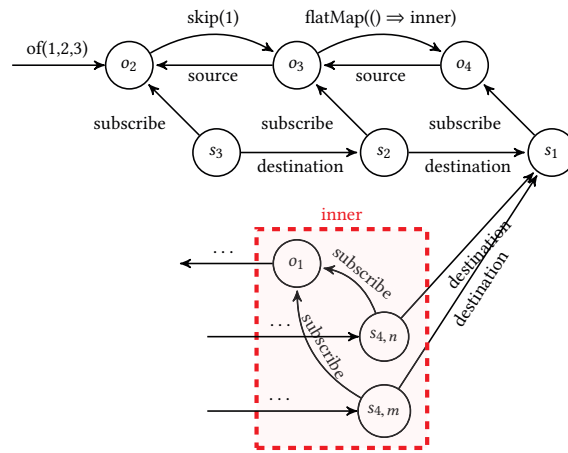 skip(1)
flatMap(() ⇒ inner)
of(1,2,3)
o₂
o₃
o₄
source
source
subscribe
subscribe
subscribe
s₃
s₂
s₁
destination
destination
inner
...
o₁
subscribe
destination
destination
...
s₄,ₙ
subscribe
...
s₄,ₘ